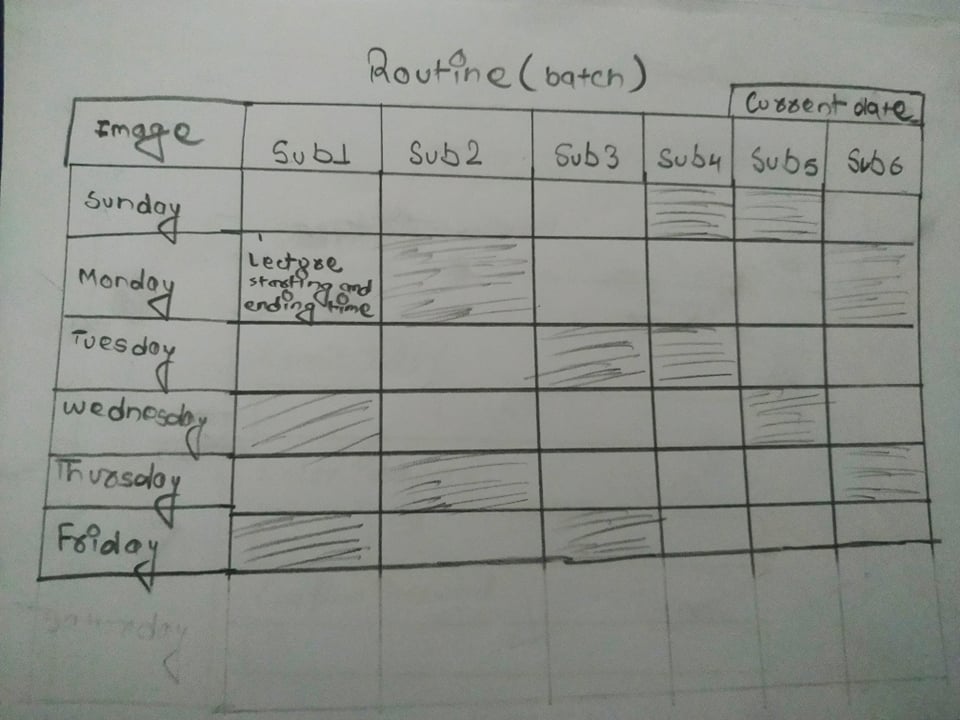 Routine (batch)
Current date
Image Sub1 Sub2 Sub3 Sub4 Sub5 Sub6
Sunday
Monday
Lecture
starting and
ending time
Tuesday
Wednesday
Thursday
Friday